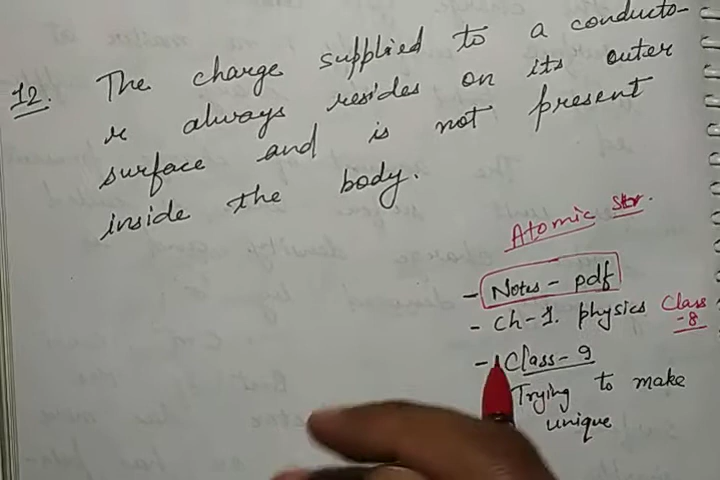 12. The charge supplied to a conducto-
r always resides on its outer
surface and is not present
inside the body.
Atomic Str.
- Notes - pdf
- Ch-1. physics Class
-8
- Class-9
Trying to make
unique